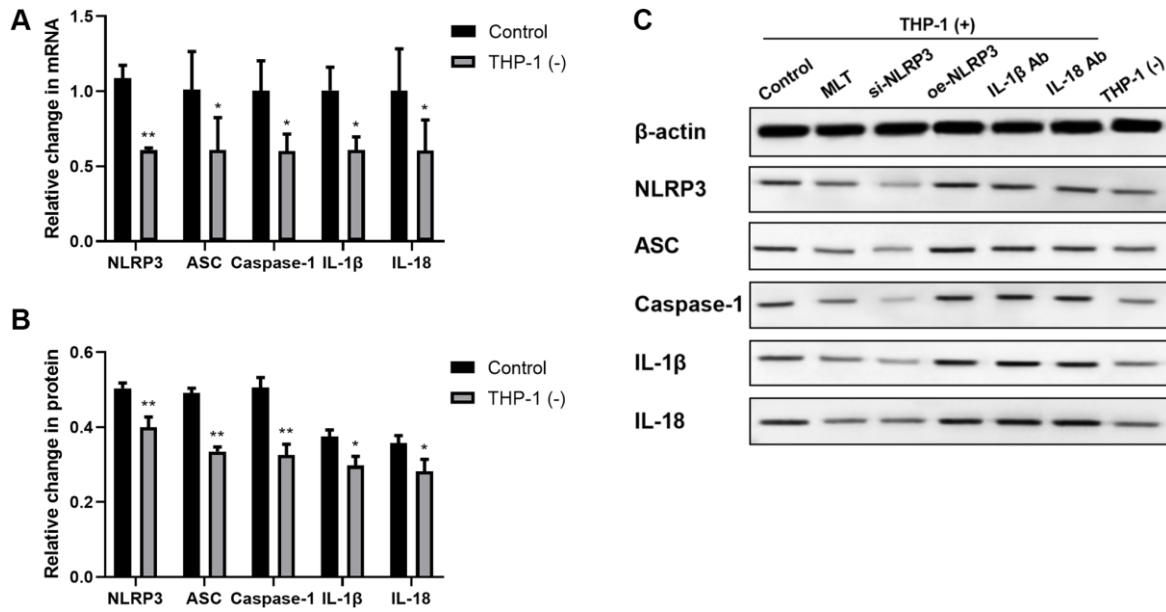 A
Relative change in mRNA
1.5
1.0
0.5
0.0
** * * * *
NLRP3 ASC Caspase-1 IL-1β IL-18
Control
THP-1 (-)
B
Relative change in protein
0.6
0.4
0.2
0.0
** ** ** * *
NLRP3 ASC Caspase-1 IL-1β IL-18
Control
THP-1 (-)
C
THP-1 (+)
Control MLT si-NLRP3 oe-NLRP3 IL-1β Ab IL-18 Ab THP-1 (-)
β-actin
NLRP3
ASC
Caspase-1
IL-1β
IL-18